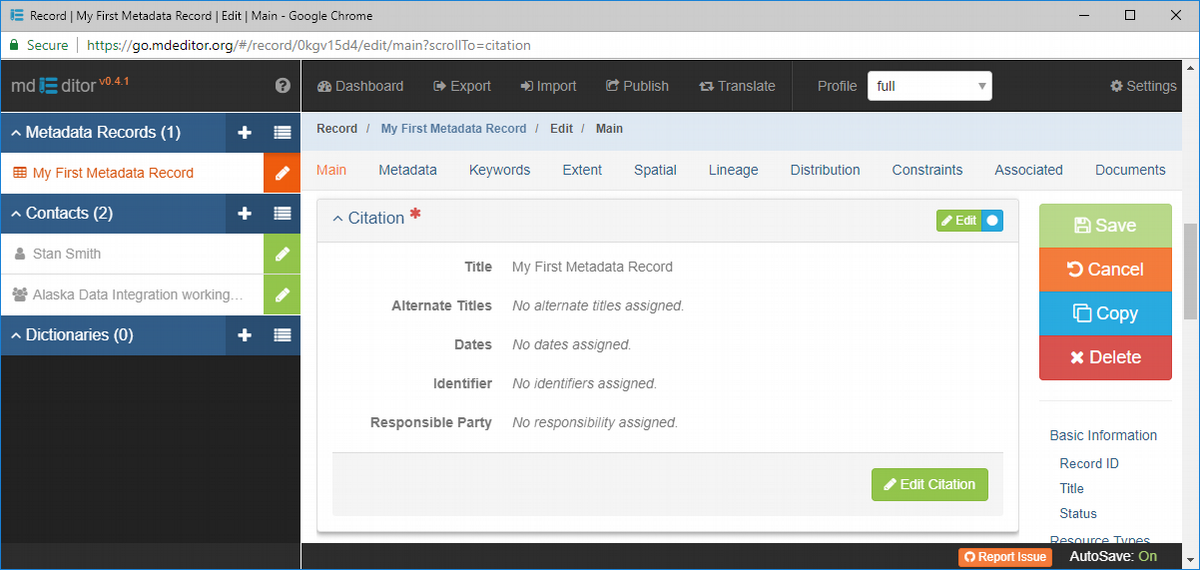 Record | My First Metadata Record | Edit | Main - Google Chrome
Secure | https://go.mdeditor.org/#/record/0kgv15d4/edit/main?scrollTo=citation
mdEditor v0.4.1
Dashboard Export Import Publish Translate Profile full Settings
Metadata Records (1)
My First Metadata Record
Contacts (2)
Stan Smith
Alaska Data Integration working...
Dictionaries (0)
Record / My First Metadata Record / Edit / Main
Main Metadata Keywords Extent Spatial Lineage Distribution Constraints Associated Documents
Citation *
Edit
Title My First Metadata Record
Alternate Titles No alternate titles assigned.
Dates No dates assigned.
Identifier No identifiers assigned.
Responsible Party No responsibility assigned.
Edit Citation
Save
Cancel
Copy
Delete
Basic Information
Record ID
Title
Status
Resource Types
Report Issue AutoSave: On